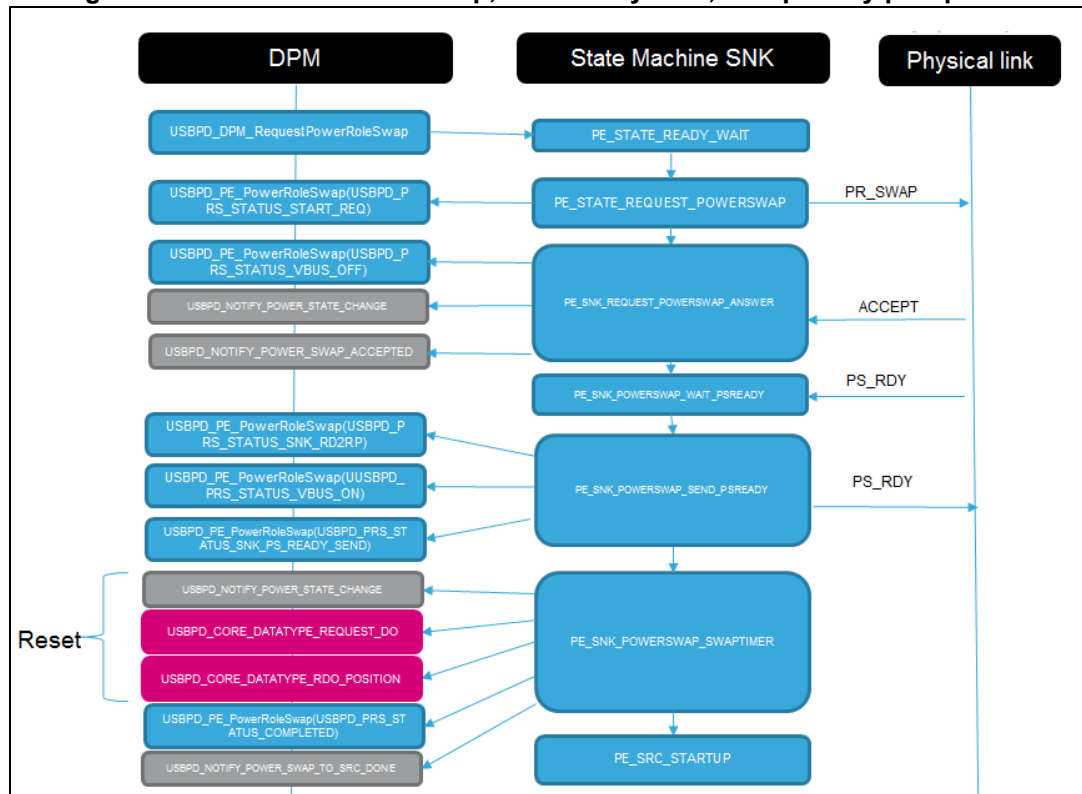 DPM
State Machine SNK
Physical link
USBPD_DPM_RequestPowerRoleSwap
PE_STATE_READY_WAIT
USBPD_PE_PowerRoleSwap(USBPD_P
RS_STATUS_START_REQ)
PE_STATE_REQUEST_POWERSWAP
PR_SWAP
USBPD_PE_PowerRoleSwap(USBPD_P
RS_STATUS_VBUS_OFF)
USBPD_NOTIFY_POWER_STATE_CHANGE
PE_SNK_REQUEST_POWERSWAP_ANSWER
ACCEPT
USBPD_NOTIFY_POWER_SWAP_ACCEPTED
PE_SNK_POWERSWAP_WAIT_PSREADY
PS_RDY
USBPD_PE_PowerRoleSwap(USBPD_P
RS_STATUS_SNK_RD2RP)
USBPD_PE_PowerRoleSwap(UUSBPD_
PRS_STATUS_VBUS_ON)
PE_SNK_POWERSWAP_SEND_PSREADY
PS_RDY
USBPD_PE_PowerRoleSwap(USBPD_PRS_ST
ATUS_SNK_PS_READY_SEND)
USBPD_NOTIFY_POWER_STATE_CHANGE
Reset
USBPD_CORE_DATATYPE_REQUEST_DO
PE_SNK_POWERSWAP_SWAPTIMER
USBPD_CORE_DATATYPE_RDO_POSITION
USBPD_PE_PowerRoleSwap(USBPD_PRS_ST
ATUS_COMPLETED)
USBPD_NOTIFY_POWER_SWAP_TO_SRC_DONE
PE_SRC_STARTUP